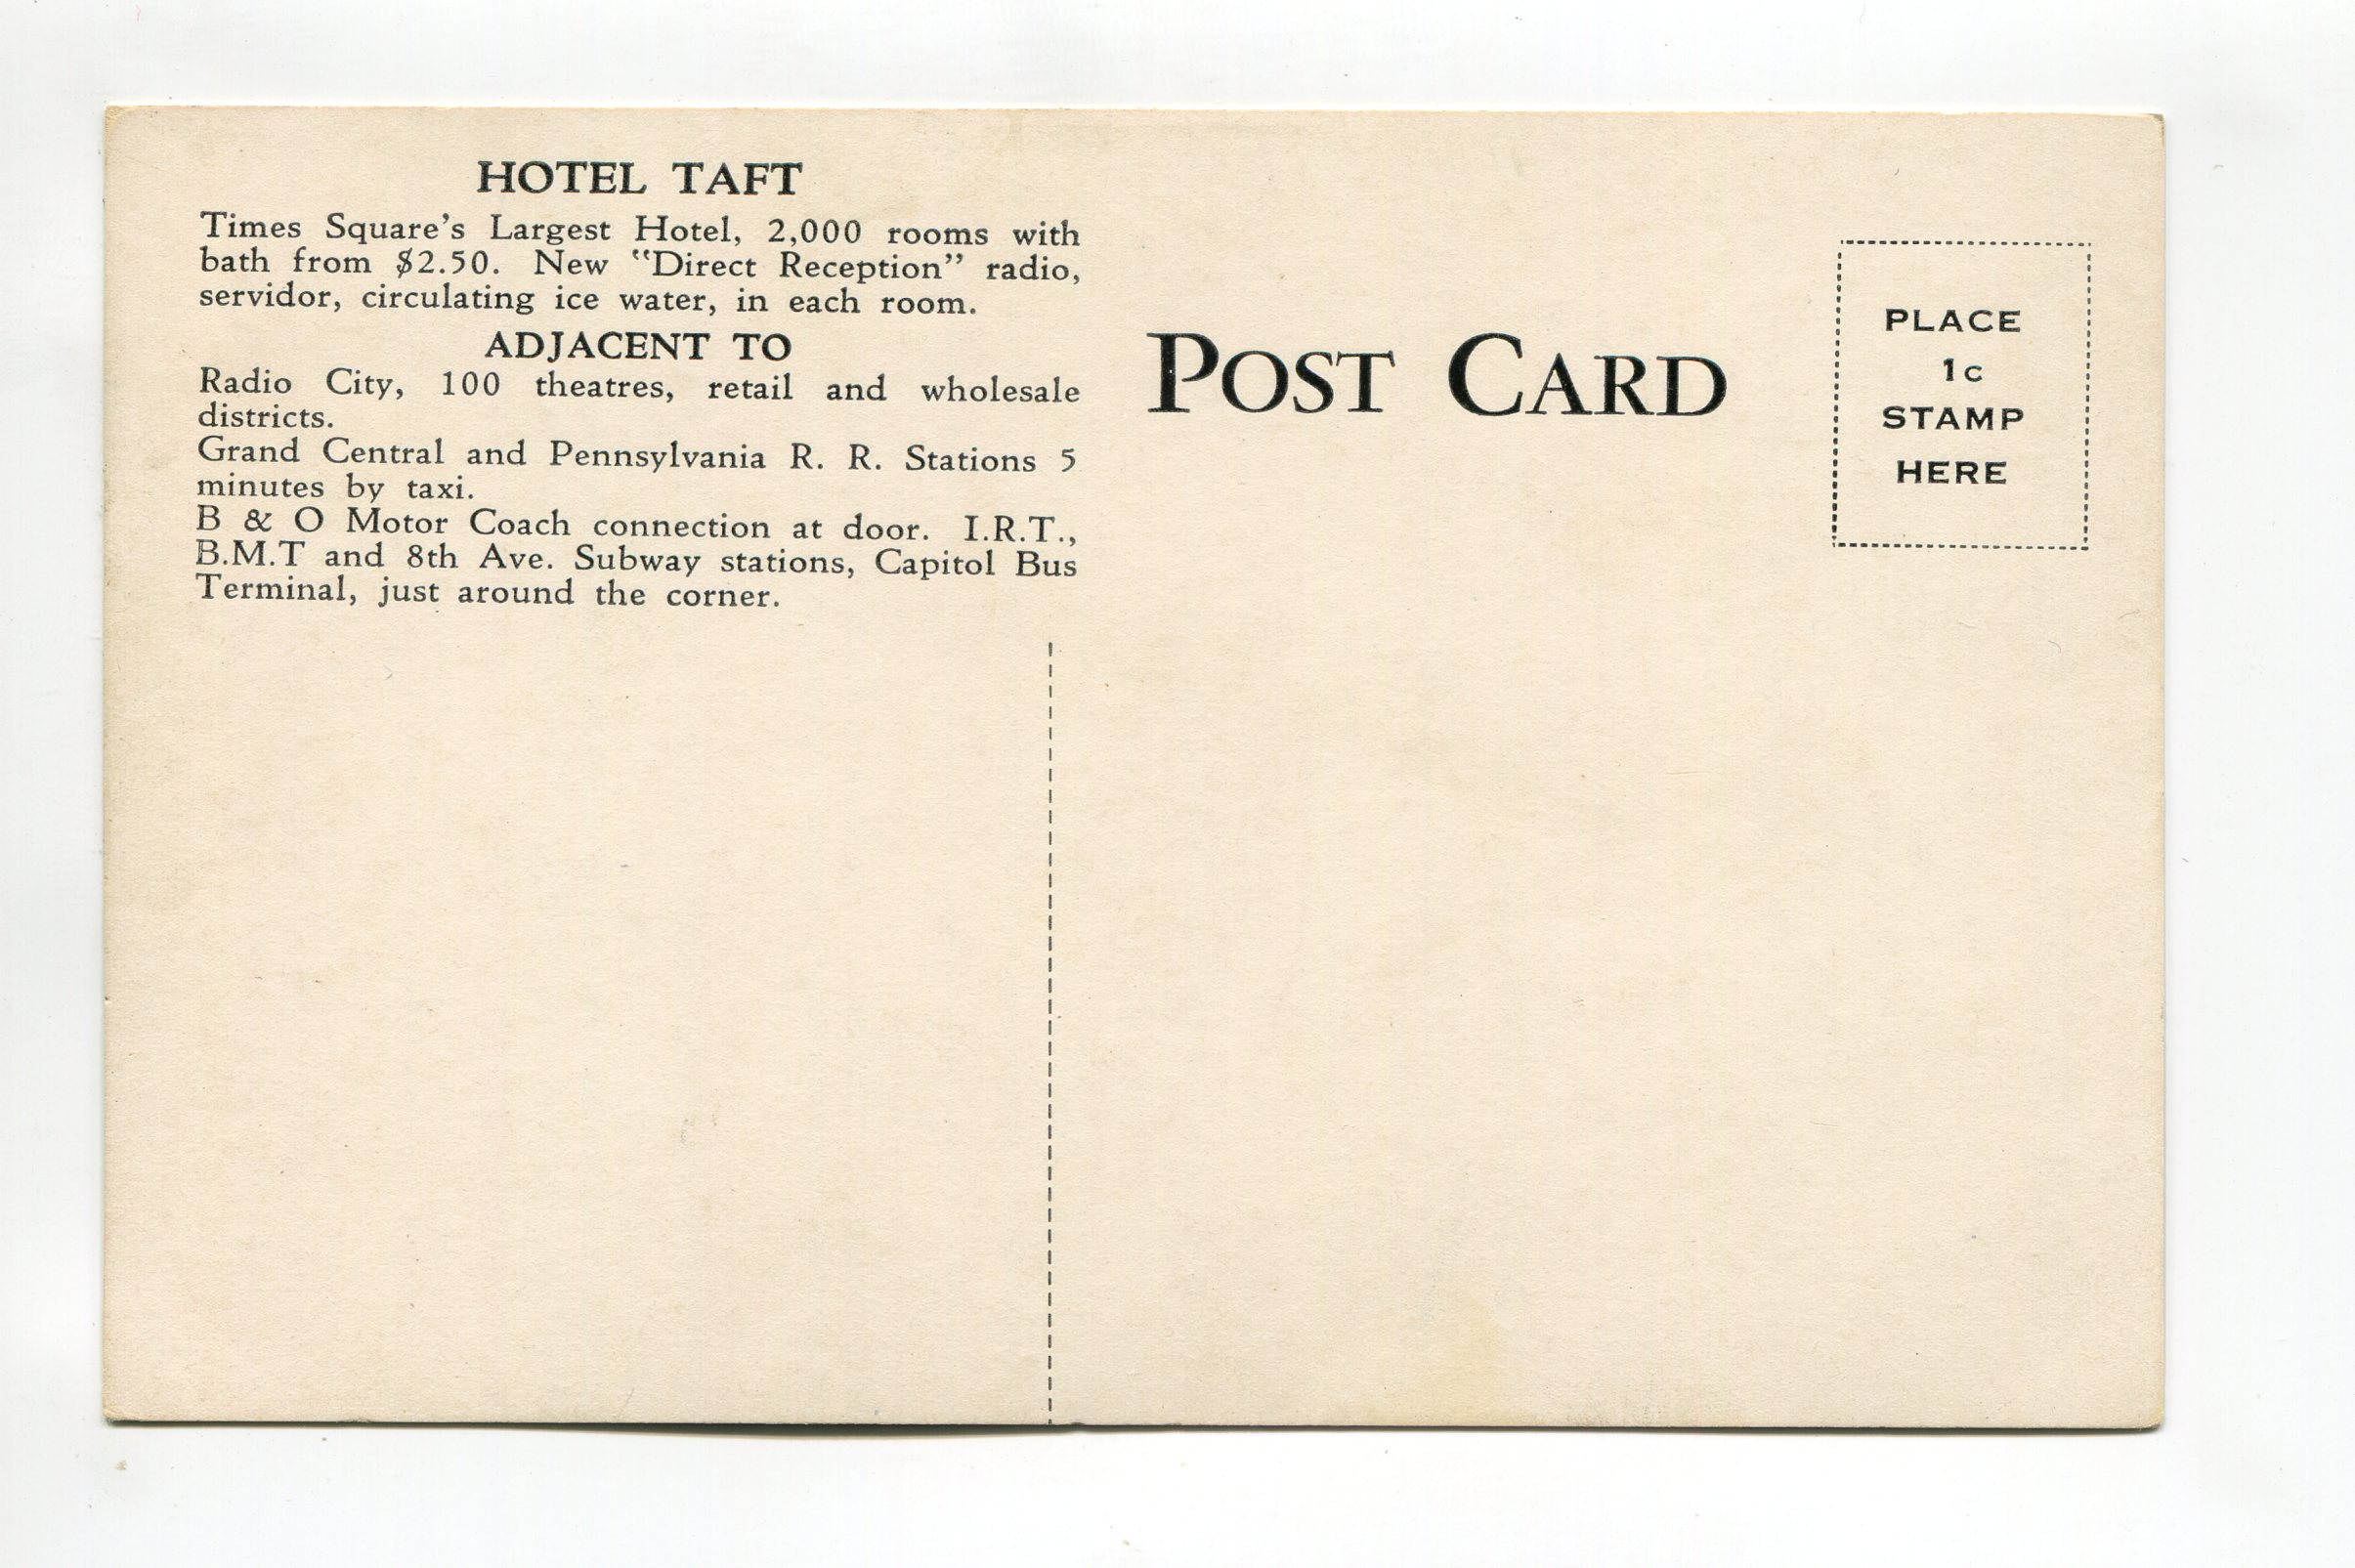 HOTEL TAFT
Times Square's Largest Hotel, 2,000 rooms with
bath from $2.50. New "Direct Reception" radio,
servidor, circulating ice water, in each room.
ADJACENT TO
Radio City, 100 theatres, retail and wholesale
districts.
Grand Central and Pennsylvania R. R. Stations 5
minutes by taxi.
B & O Motor Coach connection at door. I.R.T.,
B.M.T and 8th Ave. Subway stations, Capitol Bus
Terminal, just around the corner.
POST CARD
PLACE
1c
STAMP
HERE